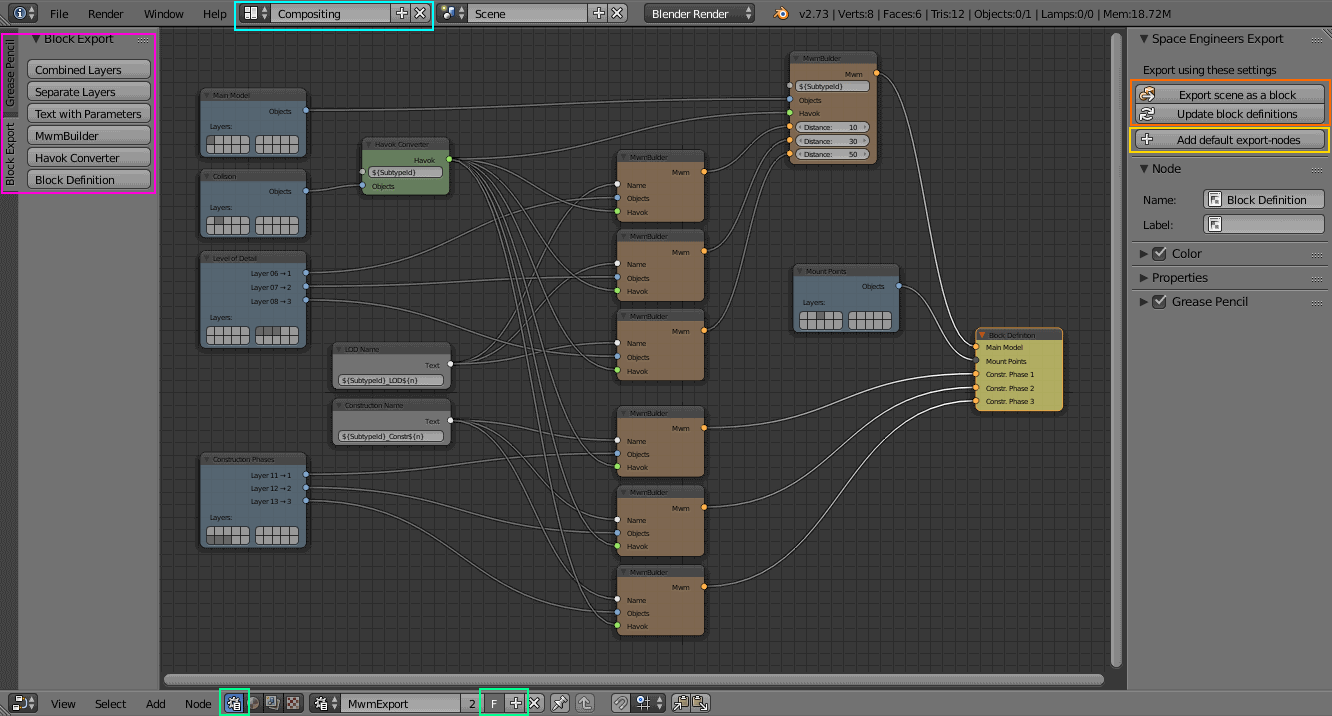 File Render Window Help Compositing Scene Blender Render v2.73 | Verts:8 | Faces:6 | Tris:12 | Objects:0/1 | Lamps:0/0 | Mem:18.72M
Grease Pencil
Block Export
Block Export
Combined Layers
Separate Layers
Text with Parameters
MwmBuilder
Havok Converter
Block Definition
Main Model
Objects
Layers:
Collison
Objects
Layers:
Level of Detail
Layer 06 → 1
Layer 07 → 2
Layer 08 → 3
Layers:
Havok Converter
Havok
${SubtypeId}
Objects
LOD Name
Text
${SubtypeId}_LOD${n}
Construction Name
Text
${SubtypeId}_Constr${n}
Construction Phases
Layer 11 → 1
Layer 12 → 2
Layer 13 → 3
Layers:
MwmBuilder
Mwm
Name
Objects
Havok
MwmBuilder
Mwm
Name
Objects
Havok
MwmBuilder
Mwm
Name
Objects
Havok
MwmBuilder
Mwm
Name
Objects
Havok
MwmBuilder
Mwm
Name
Objects
Havok
MwmBuilder
Mwm
Name
Objects
Havok
MwmBuilder
Mwm
${SubtypeId}
Objects
Havok
Distance: 10
Distance: 30
Distance: 50
Mount Points
Objects
Layers:
Block Definition
Main Model
Mount Points
Constr. Phase 1
Constr. Phase 2
Constr. Phase 3
Space Engineers Export
Export using these settings
Export scene as a block
Update block definitions
Add default export-nodes
Node
Name: Block Definition
Label:
Color
Properties
Grease Pencil
View Select Add Node MwmExport 2 F